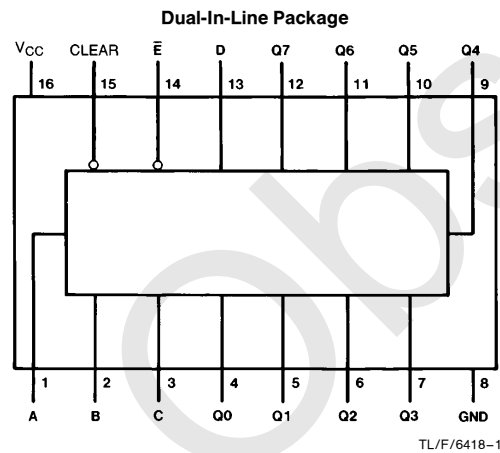 Dual-In-Line Package
VCC CLEAR E̅ D Q7 Q6 Q5 Q4
16 15 14 13 12 11 10 9
1 2 3 4 5 6 7 8
A B C Q0 Q1 Q2 Q3 GND
TL/F/6418–1